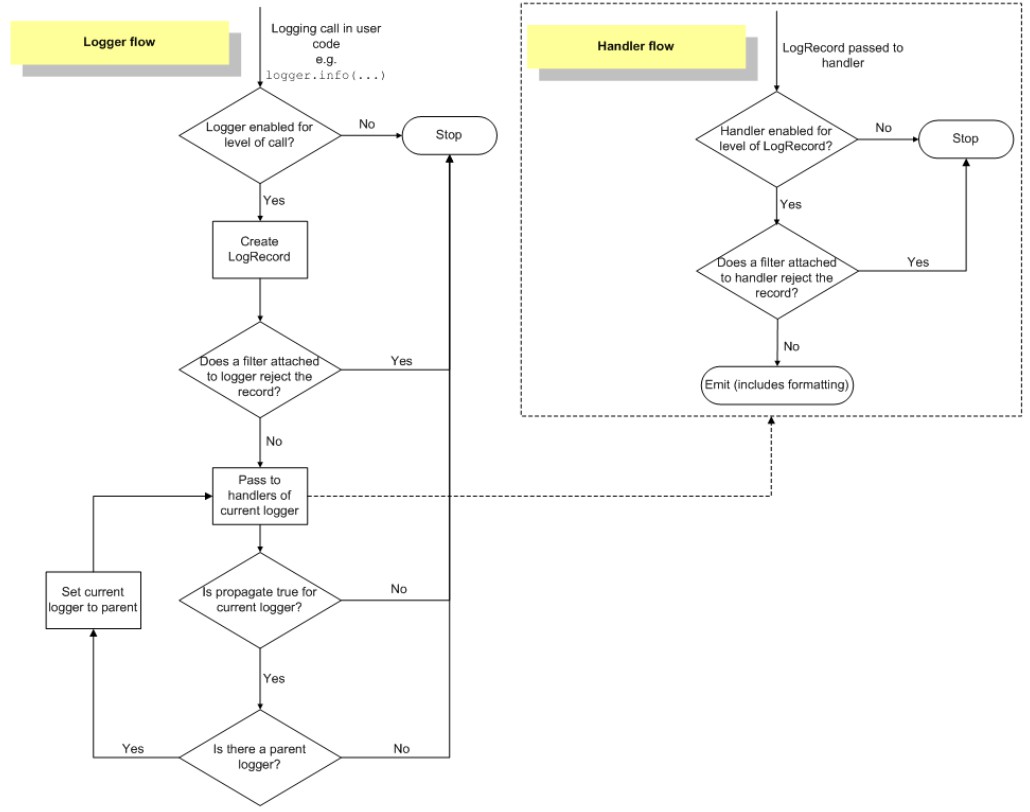 Logger flow
Logging call in user
code
e.g.
logger.info(...)
Logger enabled for
level of call?
No
Stop
Yes
Create
LogRecord
Does a filter attached
to logger reject the
record?
Yes
No
Pass to
handlers of
current logger
Set current
logger to parent
Is propagate true for
current logger?
No
Yes
Is there a parent
logger?
Yes
No
Handler flow
LogRecord passed to
handler
Handler enabled for
level of LogRecord?
No
Stop
Yes
Does a filter attached
to handler reject the
record?
Yes
No
Emit (includes formatting)